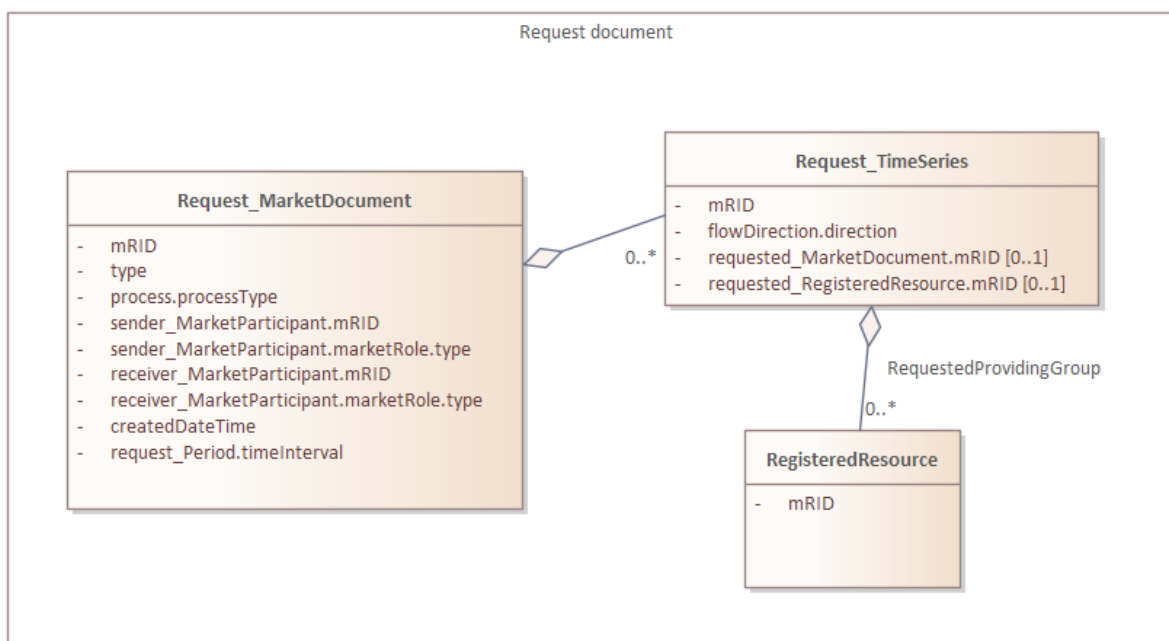 Request document
Request_MarketDocument
- mRID
- type
- process.processType
- sender_MarketParticipant.mRID
- sender_MarketParticipant.marketRole.type
- receiver_MarketParticipant.mRID
- receiver_MarketParticipant.marketRole.type
- createdDateTime
- request_Period.timeInterval
0..*
Request_TimeSeries
- mRID
- flowDirection.direction
- requested_MarketDocument.mRID [0..1]
- requested_RegisteredResource.mRID [0..1]
RequestedProvidingGroup
0..*
RegisteredResource
- mRID